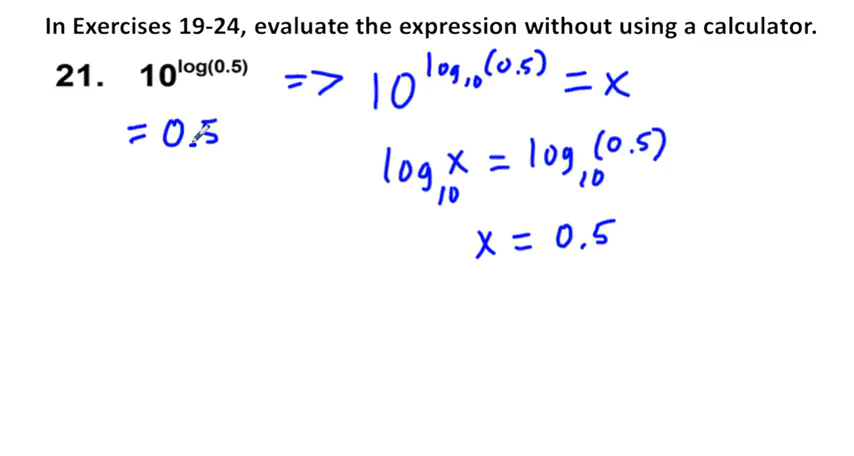 In Exercises 19-24, evaluate the expression without using a calculator.
21. 10^log(0.5) => 10^log₁₀(0.5) = x
= 0.5
log₁₀ x = log₁₀(0.5)
x = 0.5